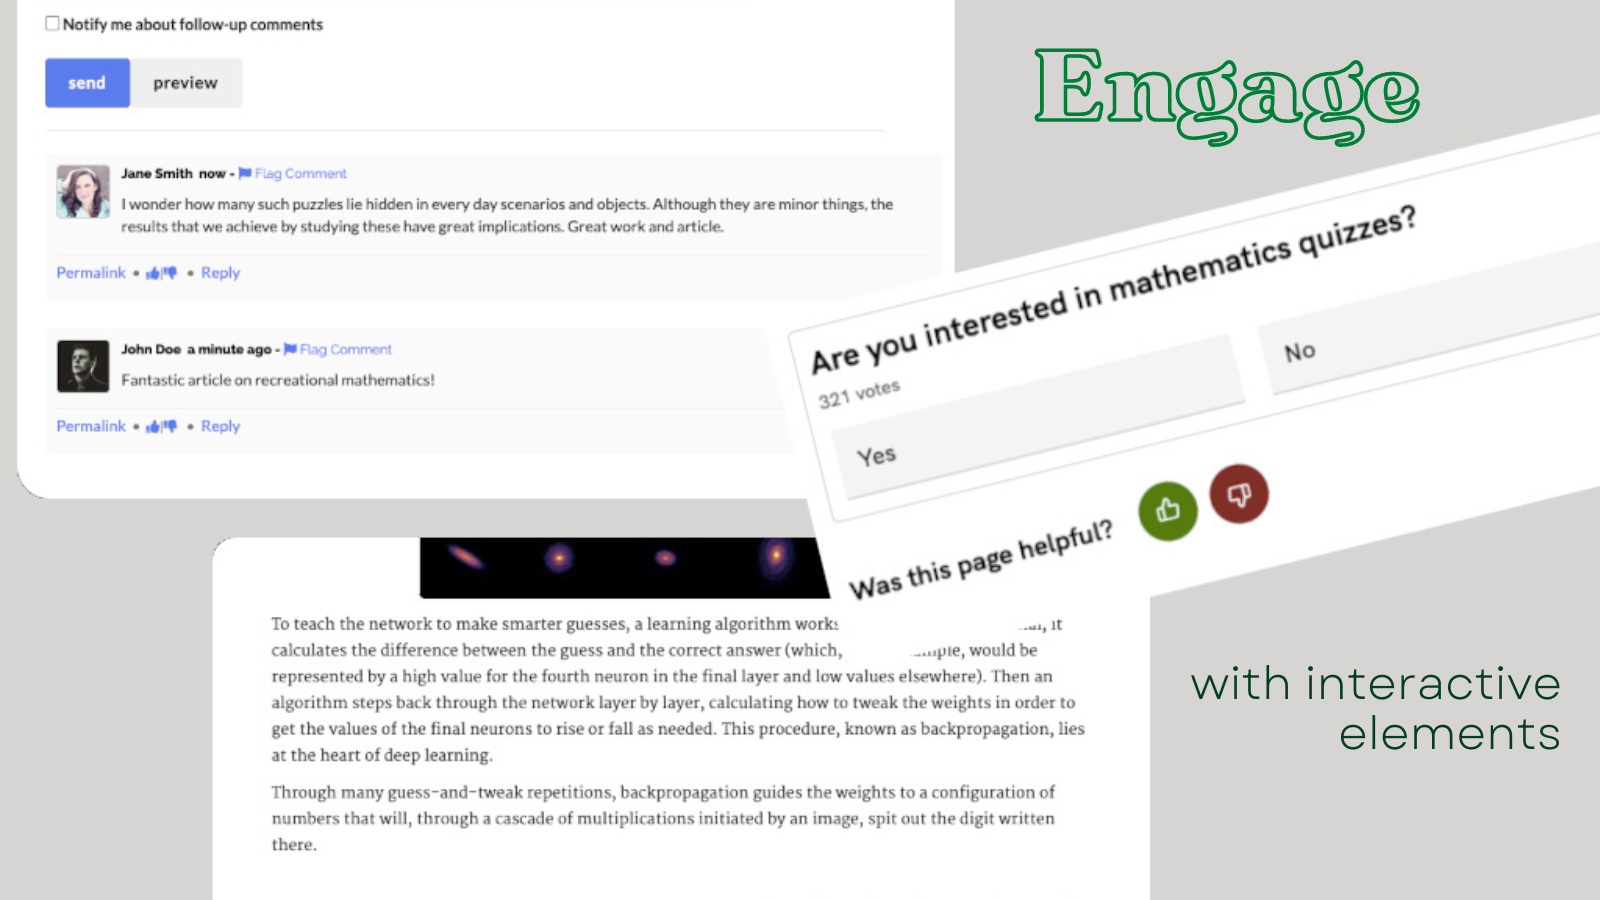 Notify me about follow-up comments
send
preview
Jane Smith now - Flag Comment
I wonder how many such puzzles lie hidden in every day scenarios and objects. Although they are minor things, the
results that we achieve by studying these have great implications. Great work and article.
Permalink • | • Reply
John Doe a minute ago - Flag Comment
Fantastic article on recreational mathematics!
Permalink • | • Reply
Engage
Are you interested in mathematics quizzes?
321 votes
Yes
No
Was this page helpful?
with interactive
elements
To teach the network to make smarter guesses, a learning algorithm works it
calculates the difference between the guess and the correct answer (which, would be
represented by a high value for the fourth neuron in the final layer and low values elsewhere). Then an
algorithm steps back through the network layer by layer, calculating how to tweak the weights in order to
get the values of the final neurons to rise or fall as needed. This procedure, known as backpropagation, lies
at the heart of deep learning.
Through many guess-and-tweak repetitions, backpropagation guides the weights to a configuration of
numbers that will, through a cascade of multiplications initiated by an image, spit out the digit written
there.